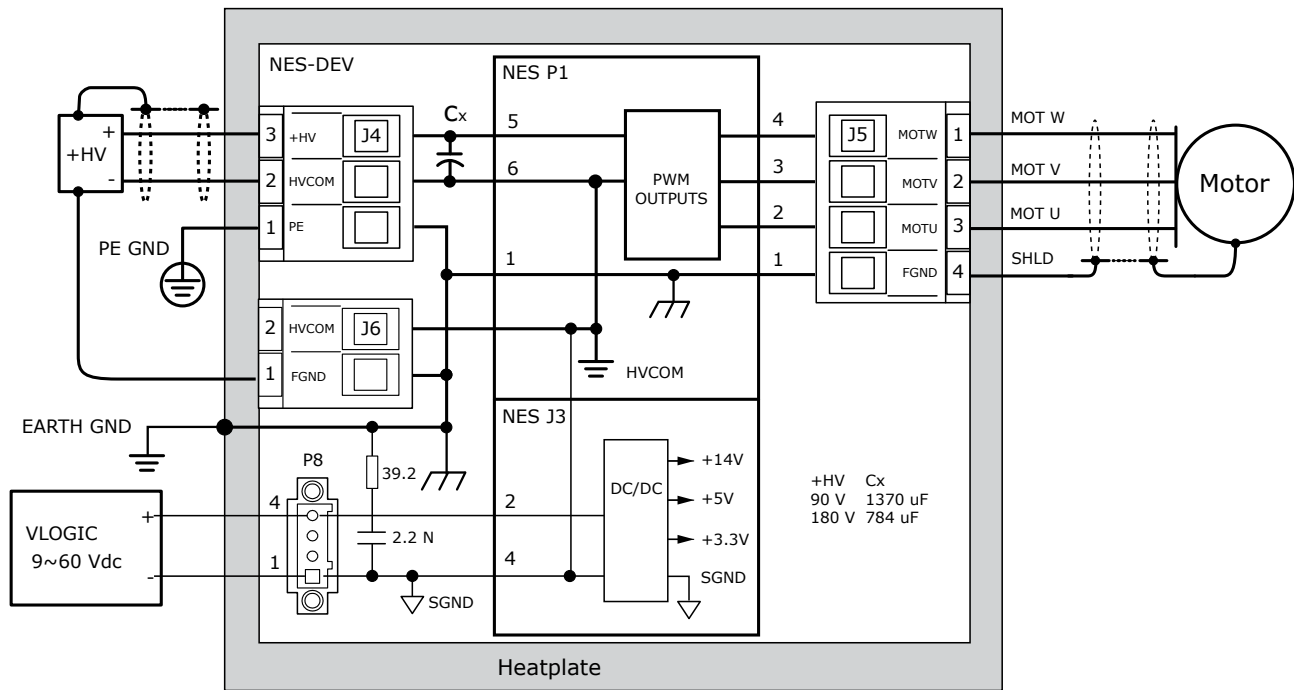 NES-DEV
NES P1
+HV
+
-
3 +HV J4
2 HVCOM
1 PE
PE GND
Cx
5
6
1
PWM
OUTPUTS
4
3
2
1
J5 MOTW 1
MOTV 2
MOTU 3
FGND 4
MOT W
MOT V
MOT U
SHLD
Motor
2 HVCOM J6
1 FGND
HVCOM
EARTH GND
NES J3
P8
39.2
2.2 N
4
1
VLOGIC
9~60 Vdc
+
-
SGND
2
4
DC/DC
+14V
+5V
+3.3V
SGND
+HV Cx
90 V 1370 uF
180 V 784 uF
Heatplate